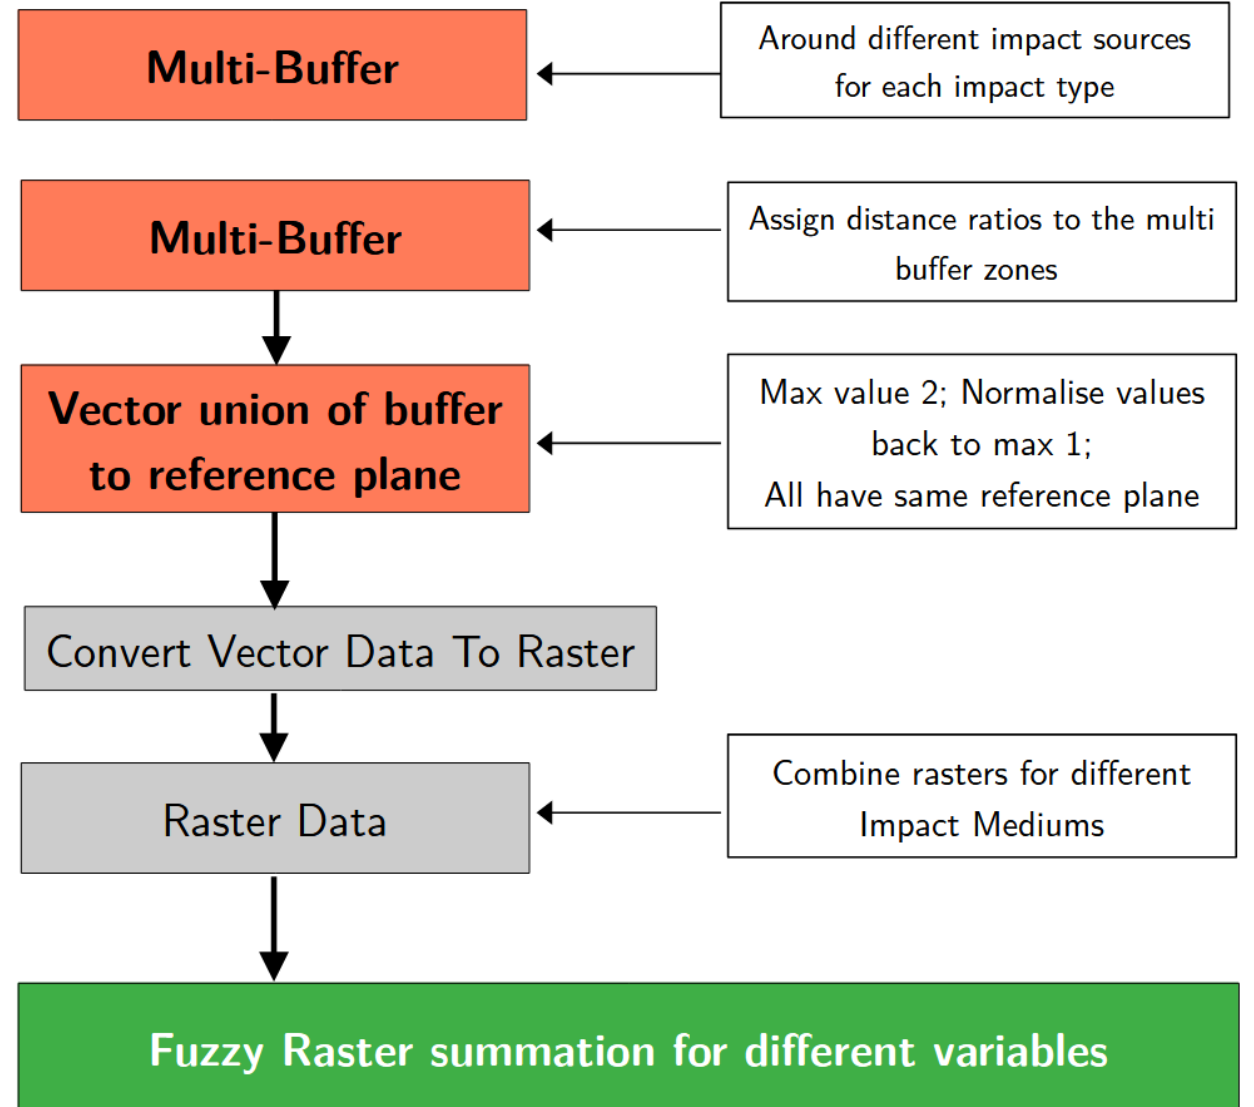 Multi-Buffer
Around different impact sources
for each impact type
Multi-Buffer
Assign distance ratios to the multi
buffer zones
Vector union of buffer
to reference plane
Max value 2; Normalise values
back to max 1;
All have same reference plane
Convert Vector Data To Raster
Raster Data
Combine rasters for different
Impact Mediums
Fuzzy Raster summation for different variables